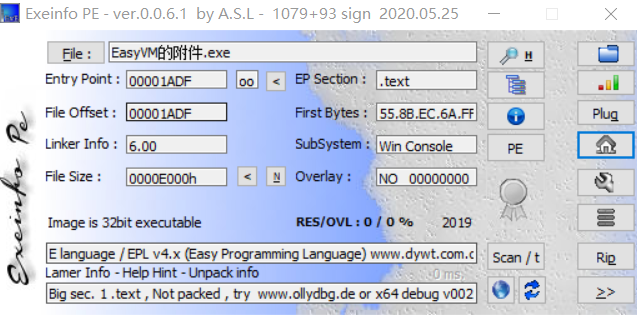 Exeinfo PE - ver.0.0.6.1 by A.S.L - 1079+93 sign 2020.05.25
File : EasyVM的附件.exe H
Entry Point : 00001ADF oo < EP Section : .text
File Offset : 00001ADF First Bytes : 55.8B.EC.6A.FF Plug
Linker Info : 6.00 SubSystem : Win Console PE
File Size : 0000E000h < N Overlay : NO 00000000
Image is 32bit executable RES/OVL : 0 / 0 % 2019
Exeinfo Pe
E language / EPL v4.x (Easy Programming Language) www.dywt.com.c Scan / t Rip
Lamer Info - Help Hint - Unpack info 0 ms.
Big sec. 1 .text , Not packed , try www.ollydbg.de or x64 debug v002 >>